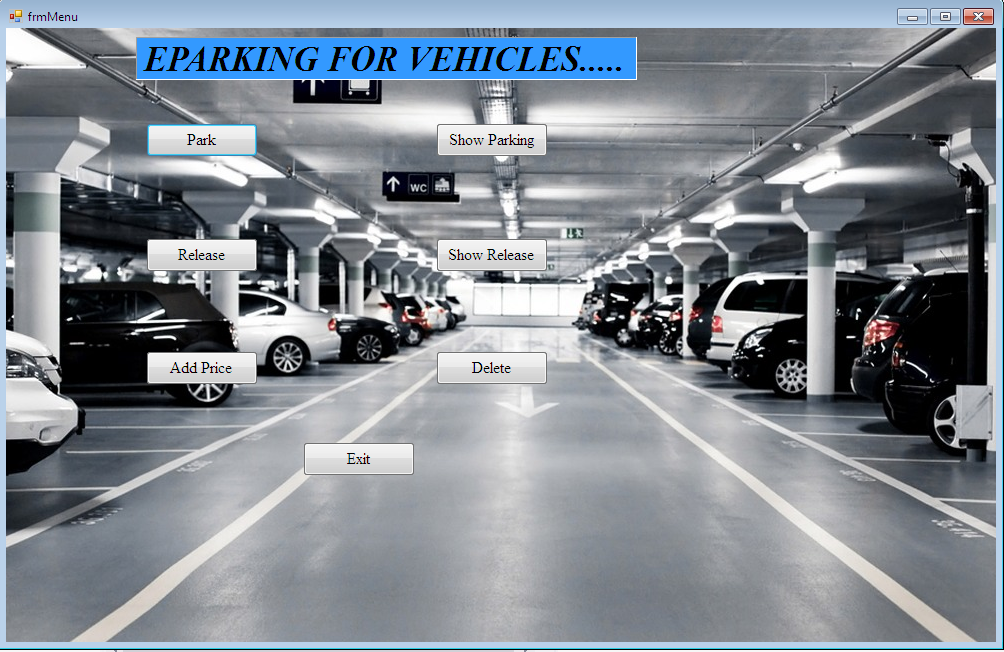 frmMenu
EPARKING FOR VEHICLES.....
Park
Show Parking
WC
Release
Show Release
Add Price
Delete
Exit